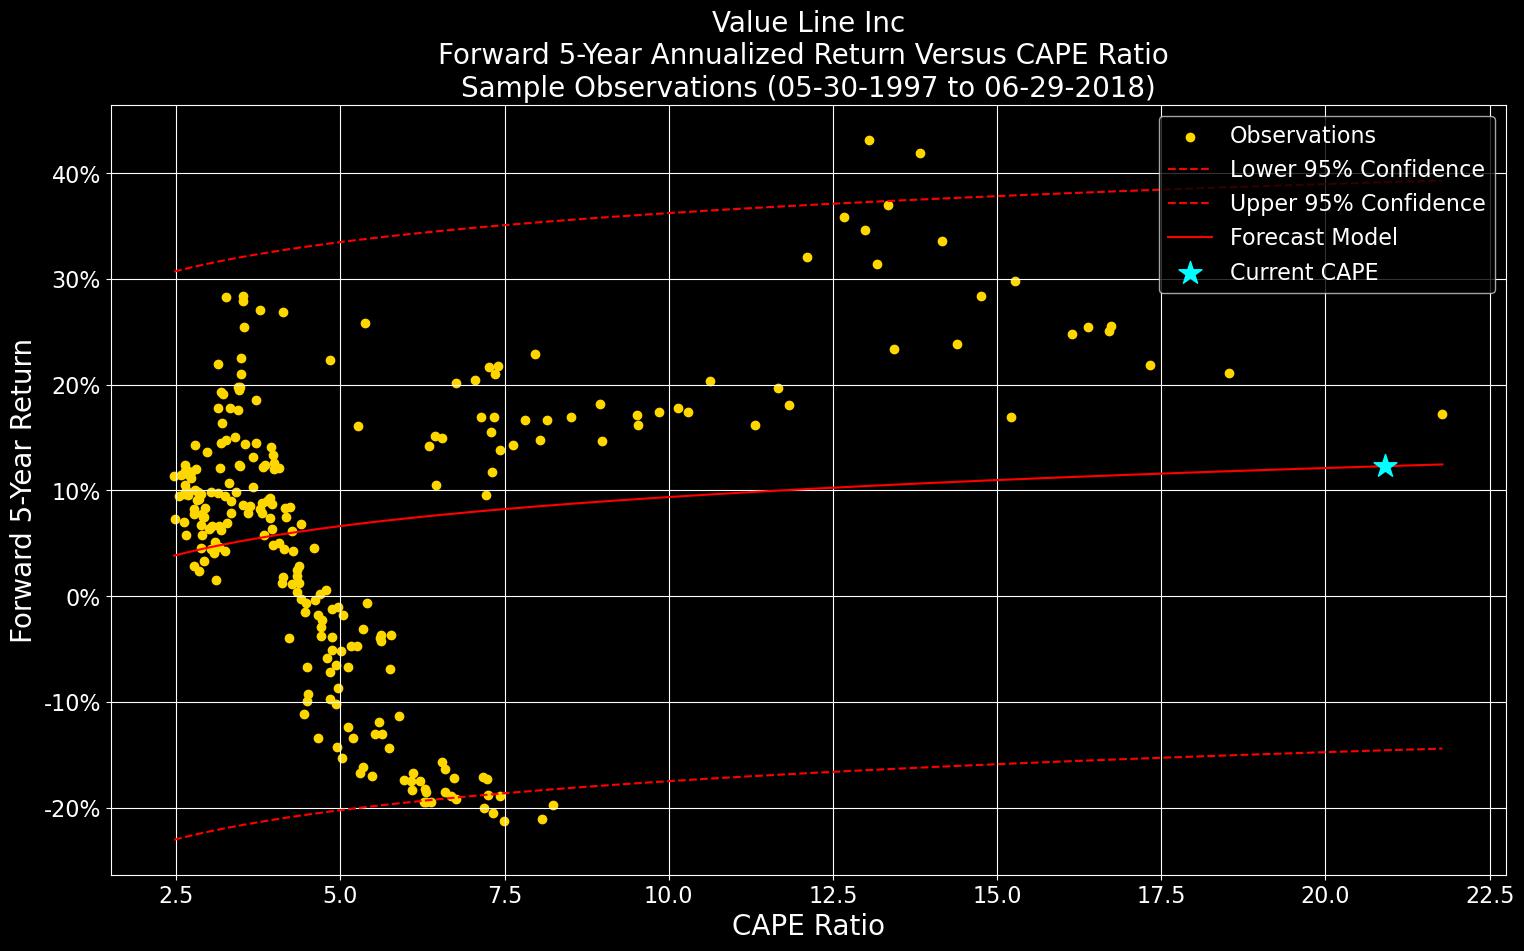 Value Line Inc
Forward 5-Year Annualized Return Versus CAPE Ratio
Sample Observations (05-30-1997 to 06-29-2018)
Observations
Lower 95% Confidence
Upper 95% Confidence
Forecast Model
Current CAPE
Forward 5-Year Return
40%
30%
20%
10%
0%
-10%
-20%
2.5 5.0 7.5 10.0 12.5 15.0 17.5 20.0 22.5
CAPE Ratio